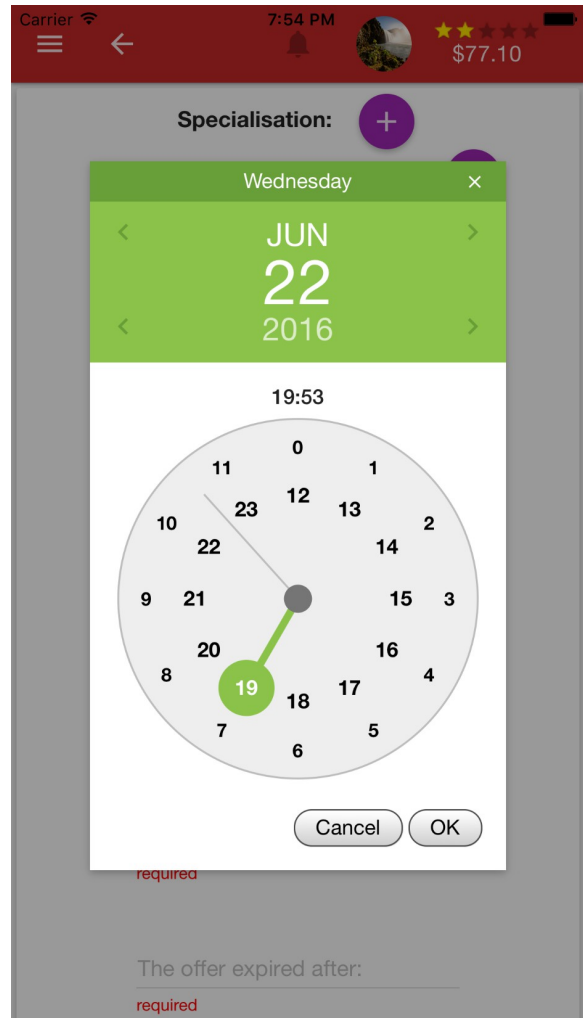 Carrier 7:54 PM
$77.10
Specialisation: +
Wednesday ×
JUN
22
2016
19:53
0
11 1
12
23 13
10 2
22 14
9 21 15 3
20 16
8 4
19 17
18
7 5
6
Cancel OK
required
The offer expired after:
required